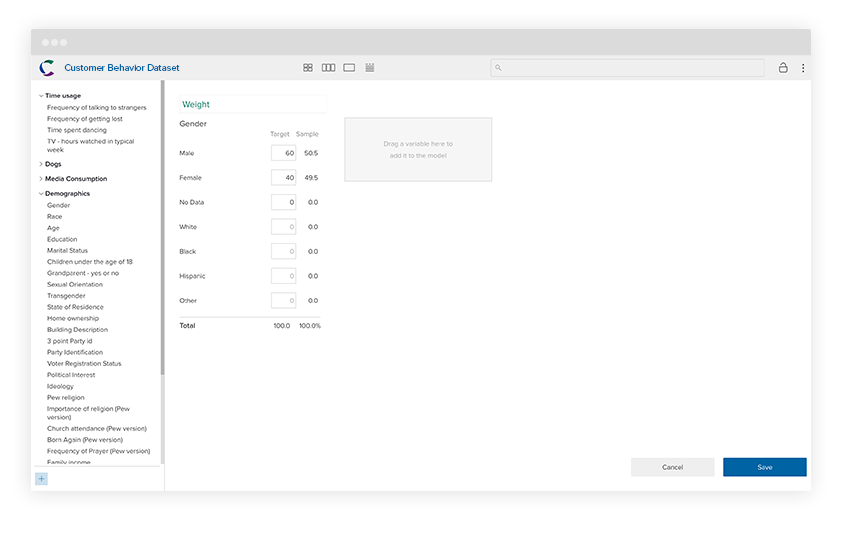 Customer Behavior Dataset
Time usage
Frequency of talking to strangers
Frequency of getting lost
Time spent dancing
TV - hours watched in typical
week
Dogs
Media Consumption
Demographics
Gender
Race
Age
Education
Marital Status
Children under the age of 18
Grandparent - yes or no
Sexual Orientation
Transgender
State of Residence
Home ownership
Building Description
3 point Party id
Party Identification
Voter Registration Status
Political Interest
Ideology
Pew religion
Importance of religion (Pew
version)
Church attendance (Pew version)
Born Again (Pew version)
Frequency of Prayer (Pew version)
Family income
Weight
Gender
Target Sample
Male 60 50.5
Female 40 49.5
No Data 0 0.0
White 0 0.0
Black 0 0.0
Hispanic 0 0.0
Other 0 0.0
Total 100.0 100.0%
Drag a variable here to
add it to the model
Cancel
Save